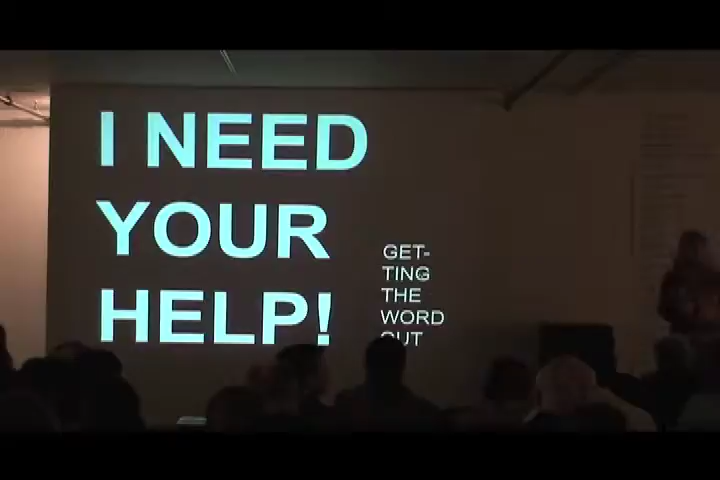 I NEED
YOUR
HELP!
GET-
TING
THE
WORD
OUT